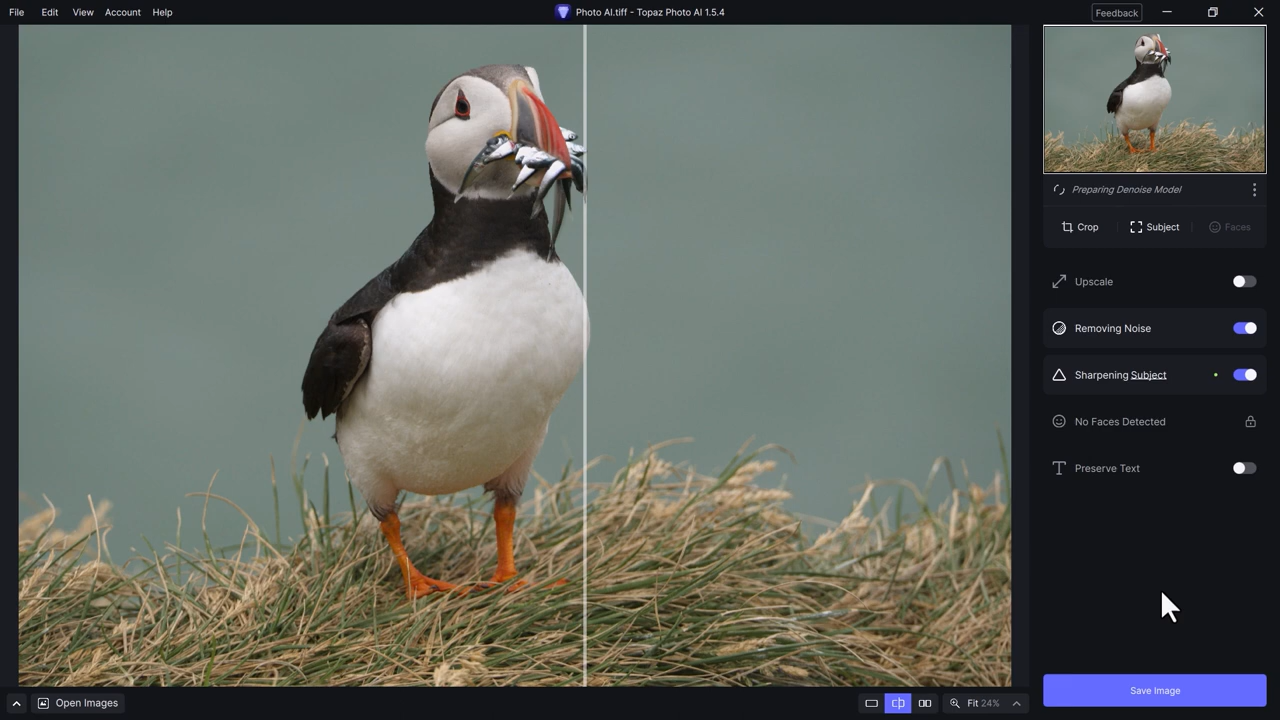 File Edit View Account Help
Photo AI.tiff - Topaz Photo AI 1.5.4
Feedback
Preparing Denoise Model
Crop Subject Faces
Upscale
Removing Noise
Sharpening Subject
No Faces Detected
Preserve Text
Open Images
Fit 24%
Save Image